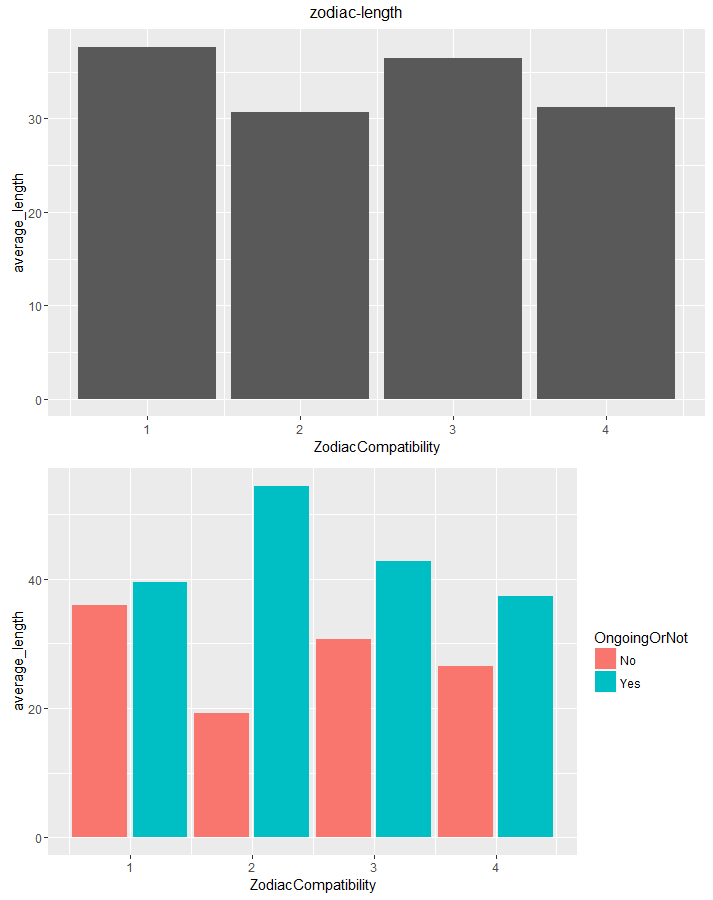 zodiac-length
average_length
30
20
10
0
1 2 3 4
ZodiacCompatibility
average_length
40
20
0
1 2 3 4
ZodiacCompatibility
OngoingOrNot
No
Yes